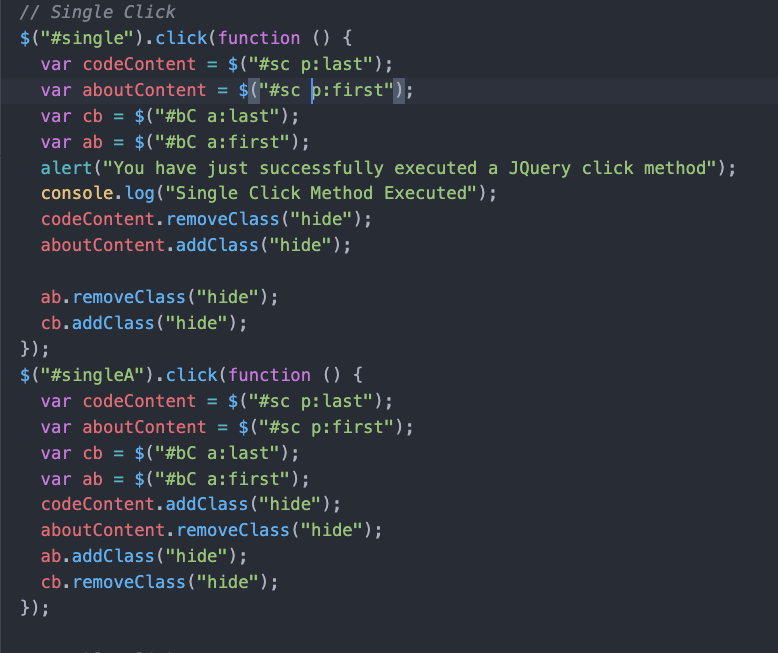 // Single Click
$("#single").click(function () {
  var codeContent = $("#sc p:last");
  var aboutContent = $("#sc p:first");
  var cb = $("#bC a:last");
  var ab = $("#bC a:first");
  alert("You have just successfully executed a JQuery click method");
  console.log("Single Click Method Executed");
  codeContent.removeClass("hide");
  aboutContent.addClass("hide");

  ab.removeClass("hide");
  cb.addClass("hide");
});
$("#singleA").click(function () {
  var codeContent = $("#sc p:last");
  var aboutContent = $("#sc p:first");
  var cb = $("#bC a:last");
  var ab = $("#bC a:first");
  codeContent.addClass("hide");
  aboutContent.removeClass("hide");
  ab.addClass("hide");
  cb.removeClass("hide");
});